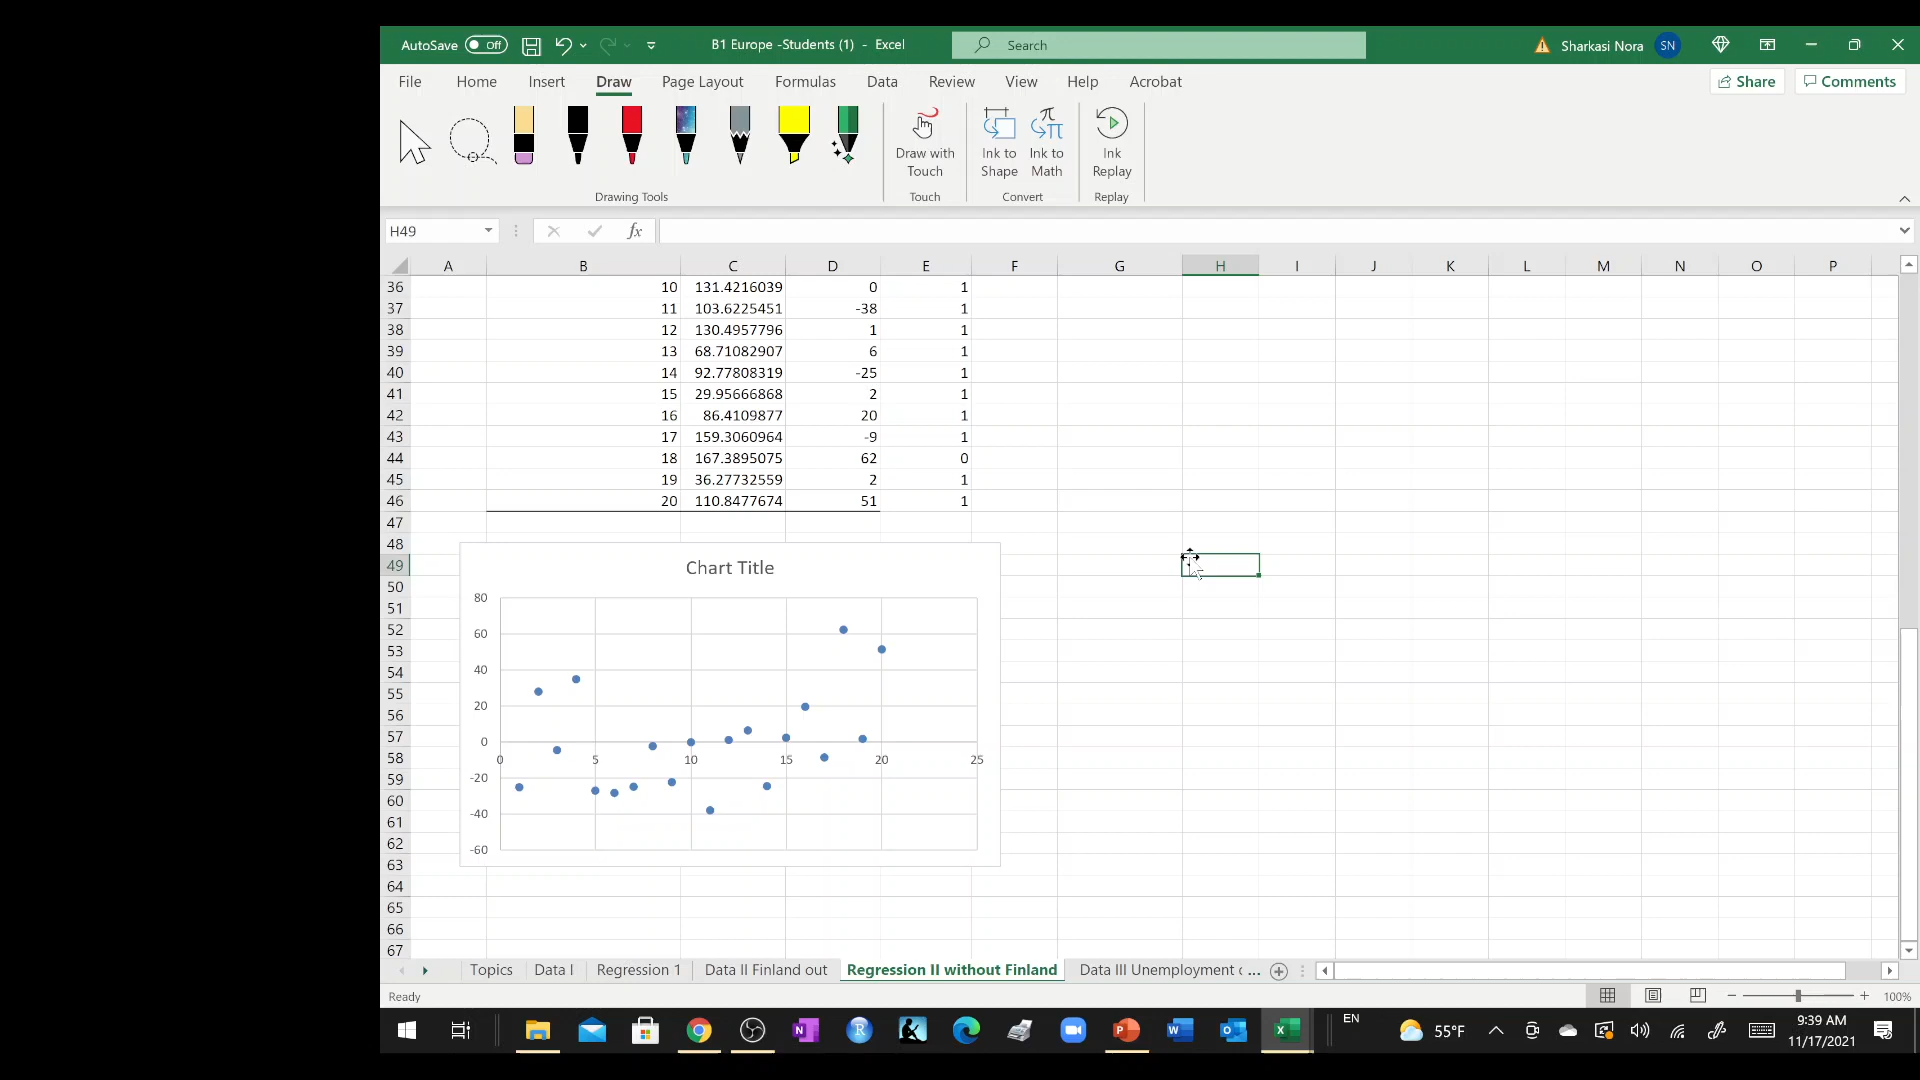 AutoSave Off B1 Europe -Students (1) - Excel Search Sharkasi Nora SN
File Home Insert Draw Page Layout Formulas Data Review View Help Acrobat Share Comments
Draw with Touch Ink to Shape Ink to Math Ink Replay
Drawing Tools Touch Convert Replay
H49 fx
A B C D E F G H I J K L M N O P
36 10 131.4216039 0 1
37 11 103.6225451 -38 1
38 12 130.4957796 1 1
39 13 68.71082907 6 1
40 14 92.77808319 -25 1
41 15 29.95666868 2 1
42 16 86.4109877 20 1
43 17 159.3060964 -9 1
44 18 167.3895075 62 0
45 19 36.27732559 2 1
46 20 110.8477674 51 1
47
48
49
50
51
52
53
54
55
56
57
58
59
60
61
62
63
64
65
66
67
Chart Title
80
60
40
20
0
0 5 10 15 20 25
-20
-40
-60
Topics Data I Regression 1 Data II Finland out Regression II without Finland Data III Unemployment c ...
Ready 100%
EN 55°F 9:39 AM
11/17/2021